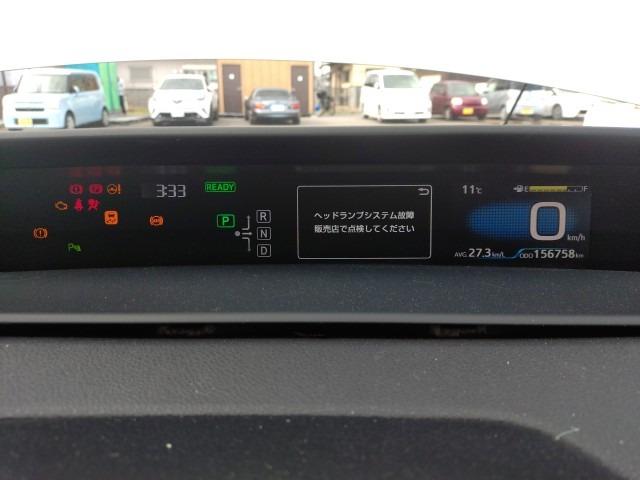 3:33
READY
P
R
N
D
ヘッドランプシステム故障
販売店で点検してください
11℃
E F
0 km/h
AVG 27.3 km/L ODO 156758 km